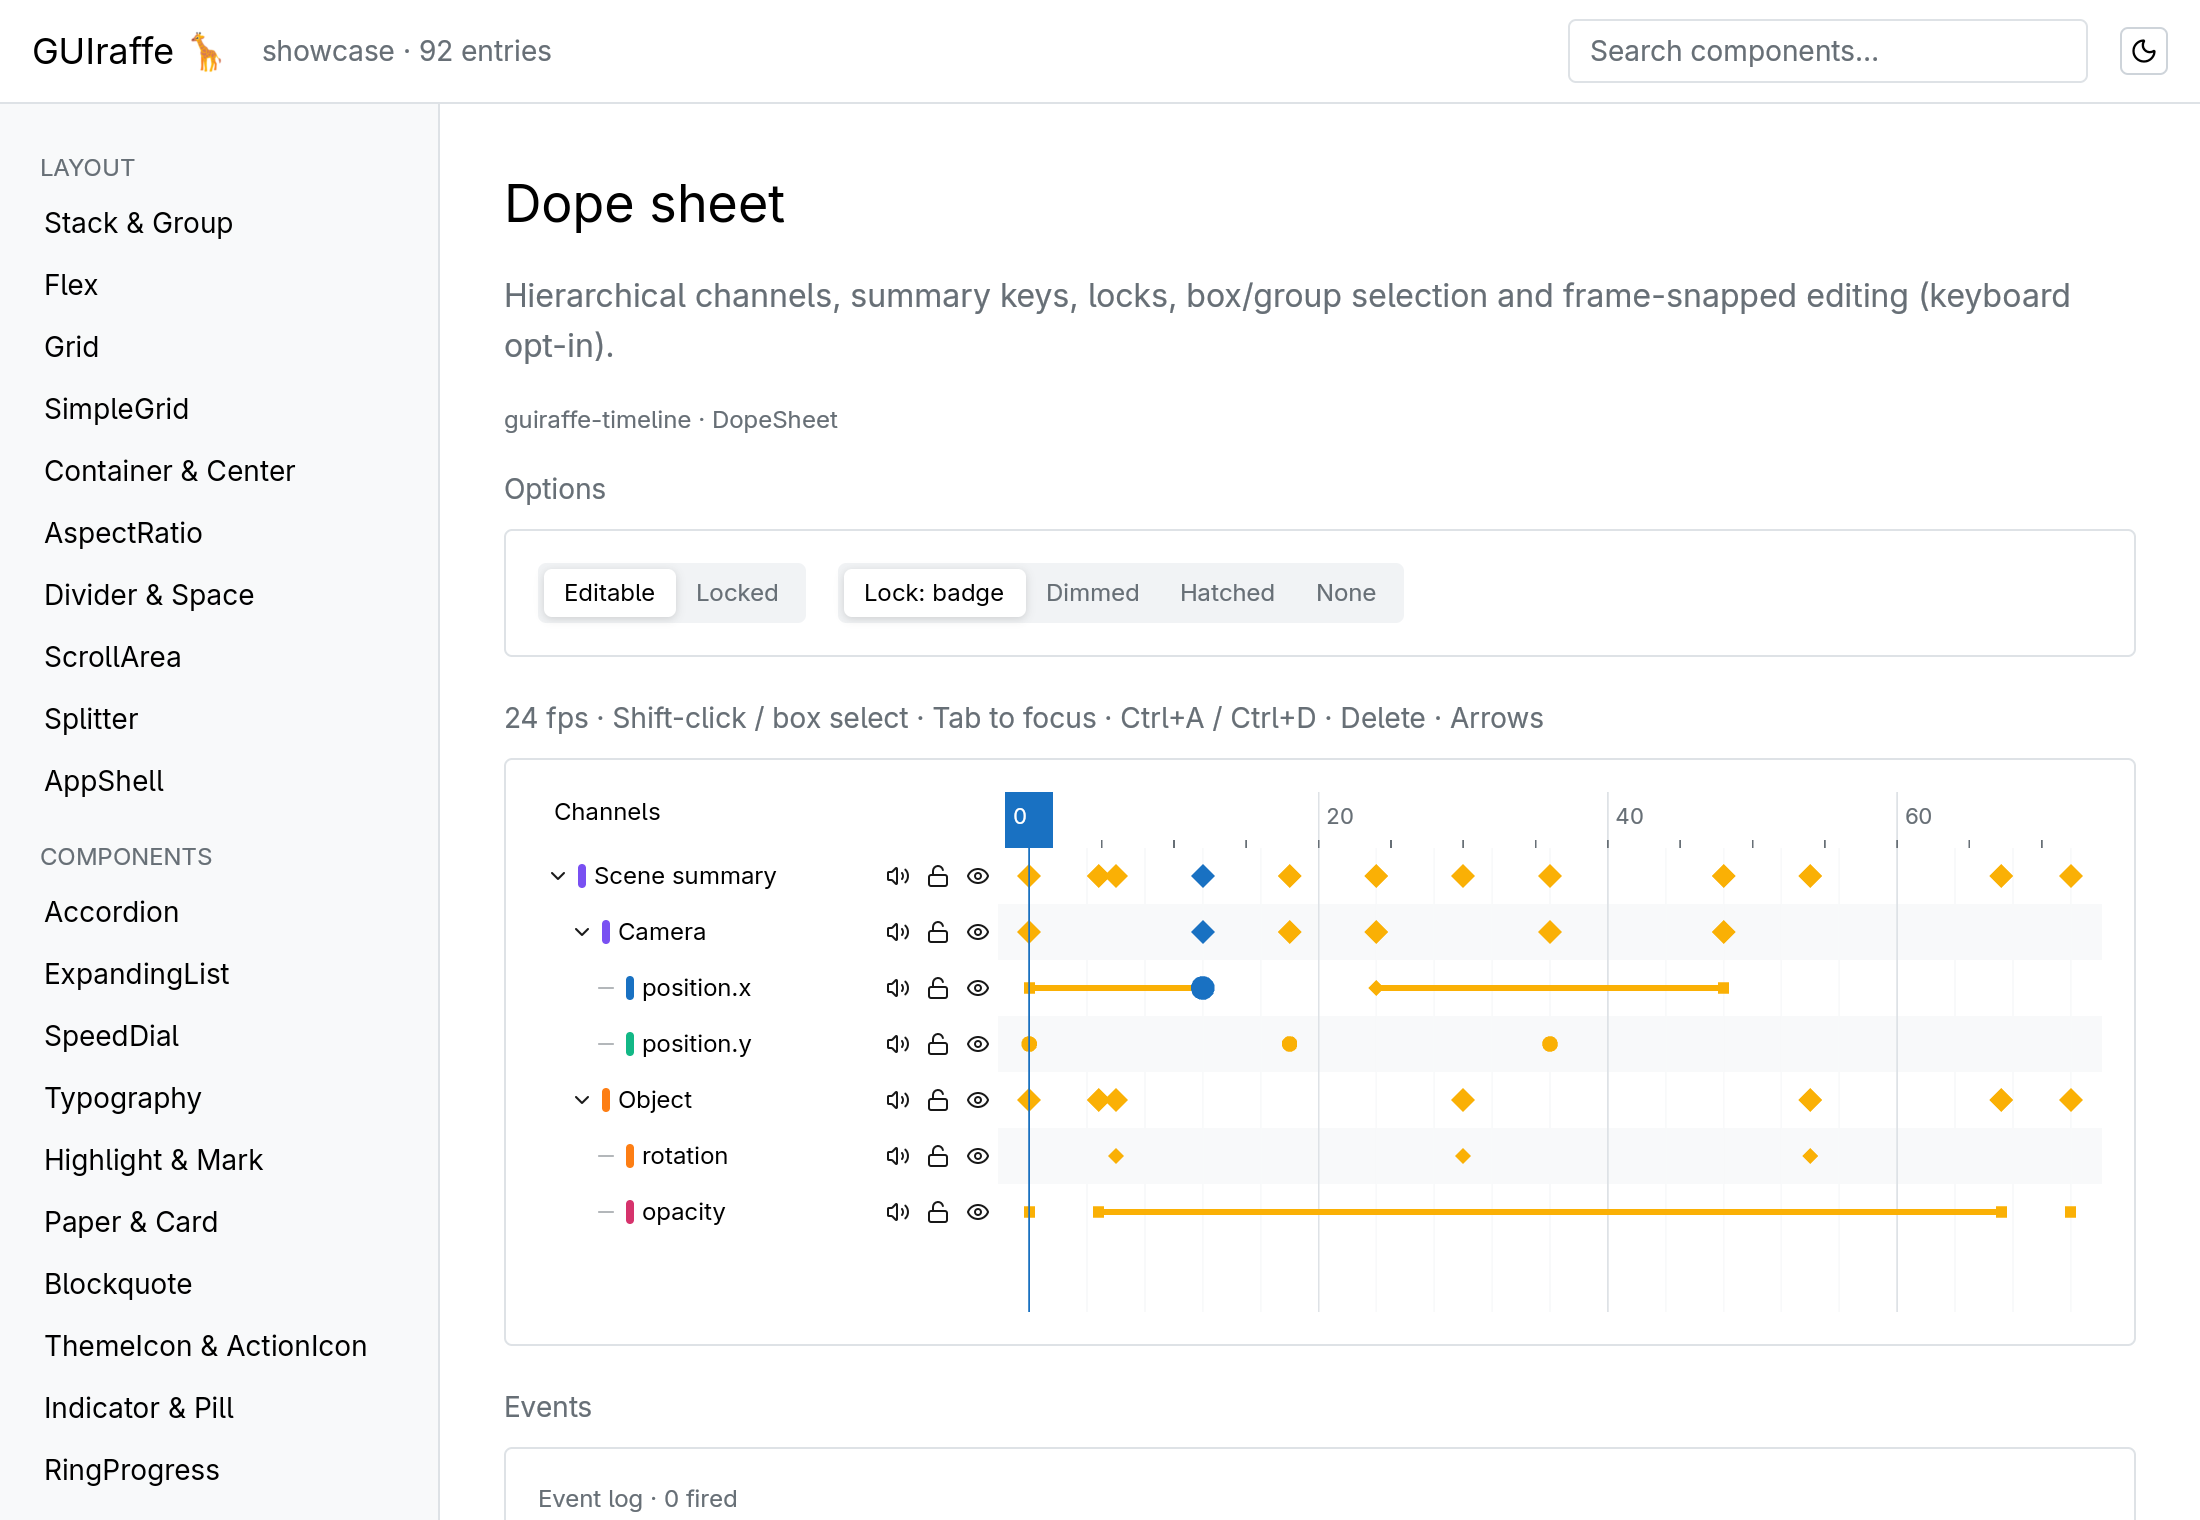 GUIraffe 🦒 showcase · 92 entries
Search components...
LAYOUT
Stack & Group
Flex
Grid
SimpleGrid
Container & Center
AspectRatio
Divider & Space
ScrollArea
Splitter
AppShell
COMPONENTS
Accordion
ExpandingList
SpeedDial
Typography
Highlight & Mark
Paper & Card
Blockquote
ThemeIcon & ActionIcon
Indicator & Pill
RingProgress
Dope sheet
Hierarchical channels, summary keys, locks, box/group selection and frame-snapped editing (keyboard
opt-in).
guiraffe-timeline · DopeSheet
Options
Editable Locked Lock: badge Dimmed Hatched None
24 fps · Shift-click / box select · Tab to focus · Ctrl+A / Ctrl+D · Delete · Arrows
Channels 0 20 40 60
Scene summary
Camera
position.x
position.y
Object
rotation
opacity
Events
Event log · 0 fired